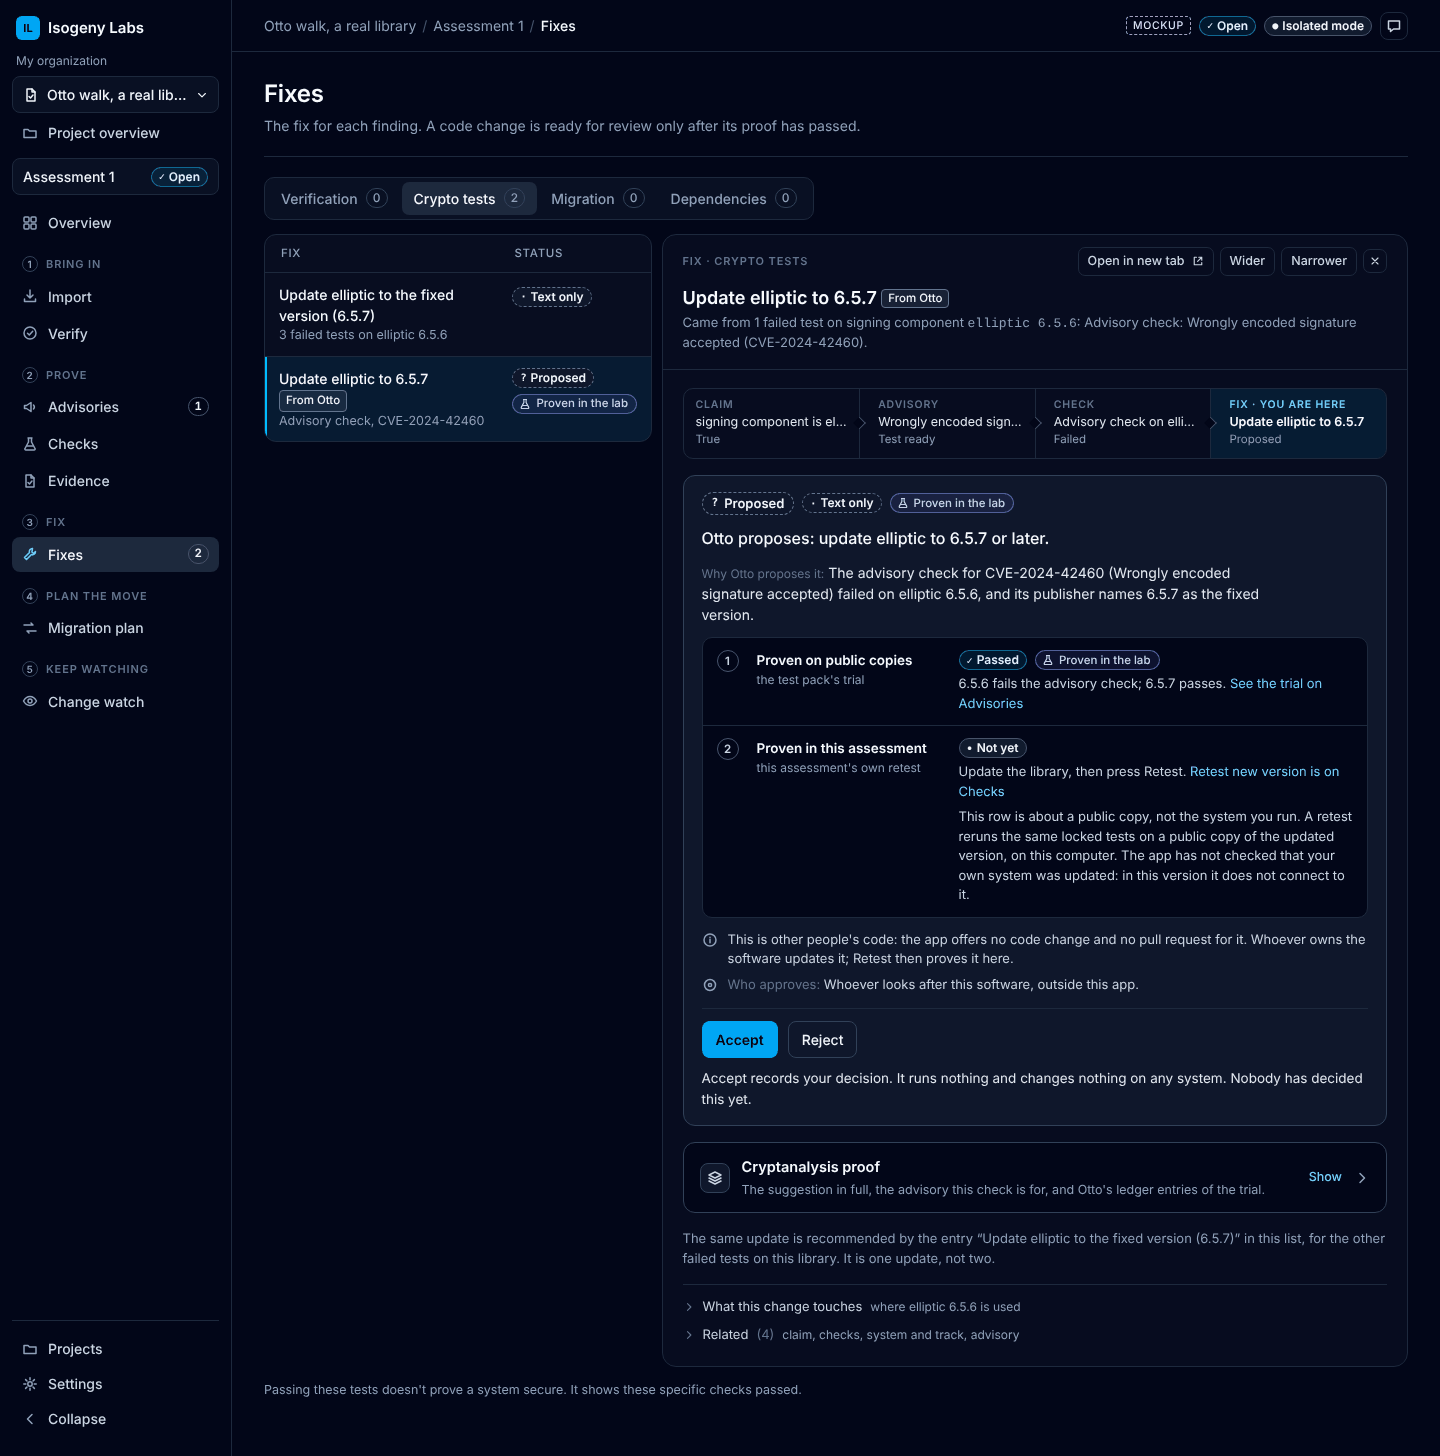 IL
Isogeny Labs
My organization
Otto walk, a real lib...
Project overview
Assessment 1
✓ Open
Overview
1 BRING IN
Import
Verify
2 PROVE
Advisories 1
Checks
Evidence
3 FIX
Fixes 2
4 PLAN THE MOVE
Migration plan
5 KEEP WATCHING
Change watch
Projects
Settings
Collapse
Otto walk, a real library / Assessment 1 / Fixes
MOCKUP
✓ Open
• Isolated mode
Fixes
The fix for each finding. A code change is ready for review only after its proof has passed.
Verification 0
Crypto tests 2
Migration 0
Dependencies 0
FIX STATUS
Update elliptic to the fixed
version (6.5.7)
3 failed tests on elliptic 6.5.6
· Text only
Update elliptic to 6.5.7
From Otto
Advisory check, CVE-2024-42460
? Proposed
Proven in the lab
FIX · CRYPTO TESTS
Open in new tab
Wider
Narrower
Update elliptic to 6.5.7 From Otto
Came from 1 failed test on signing component elliptic 6.5.6: Advisory check: Wrongly encoded signature
accepted (CVE-2024-42460).
CLAIM
signing component is el...
True
ADVISORY
Wrongly encoded sign...
Test ready
CHECK
Advisory check on elli...
Failed
FIX · YOU ARE HERE
Update elliptic to 6.5.7
Proposed
? Proposed
· Text only
Proven in the lab
Otto proposes: update elliptic to 6.5.7 or later.
Why Otto proposes it: The advisory check for CVE-2024-42460 (Wrongly encoded
signature accepted) failed on elliptic 6.5.6, and its publisher names 6.5.7 as the fixed
version.
1 Proven on public copies
the test pack's trial
✓ Passed
Proven in the lab
6.5.6 fails the advisory check; 6.5.7 passes. See the trial on
Advisories
2 Proven in this assessment
this assessment's own retest
• Not yet
Update the library, then press Retest. Retest new version is on
Checks
This row is about a public copy, not the system you run. A retest
reruns the same locked tests on a public copy of the updated
version, on this computer. The app has not checked that your
own system was updated: in this version it does not connect to
it.
This is other people's code: the app offers no code change and no pull request for it. Whoever owns the
software updates it; Retest then proves it here.
Who approves: Whoever looks after this software, outside this app.
Accept
Reject
Accept records your decision. It runs nothing and changes nothing on any system. Nobody has decided
this yet.
Cryptanalysis proof
The suggestion in full, the advisory this check is for, and Otto's ledger entries of the trial.
Show
The same update is recommended by the entry “Update elliptic to the fixed version (6.5.7)” in this list, for the other
failed tests on this library. It is one update, not two.
What this change touches where elliptic 6.5.6 is used
Related (4) claim, checks, system and track, advisory
Passing these tests doesn't prove a system secure. It shows these specific checks passed.